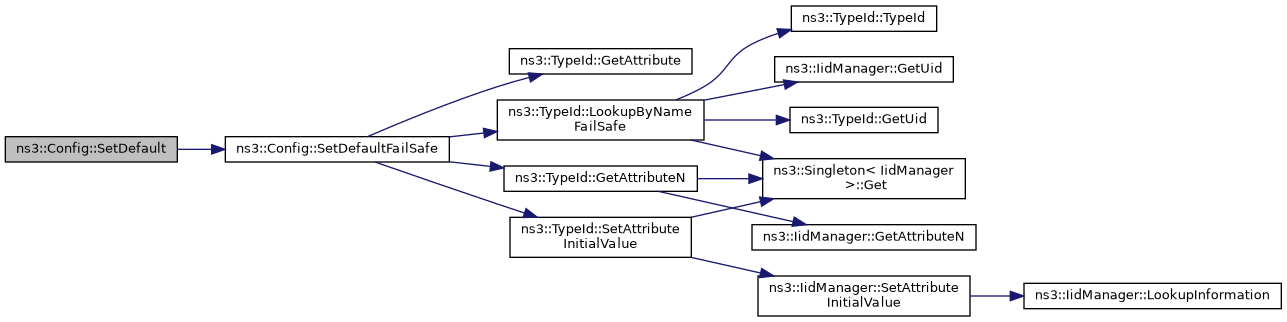 ns3::Config::SetDefault
ns3::Config::SetDefaultFailSafe
ns3::TypeId::GetAttribute
ns3::TypeId::LookupByName
FailSafe
ns3::TypeId::GetAttributeN
ns3::TypeId::SetAttribute
InitialValue
ns3::TypeId::TypeId
ns3::IidManager::GetUid
ns3::TypeId::GetUid
ns3::Singleton< IidManager
>::Get
ns3::IidManager::GetAttributeN
ns3::IidManager::SetAttribute
InitialValue
ns3::IidManager::LookupInformation